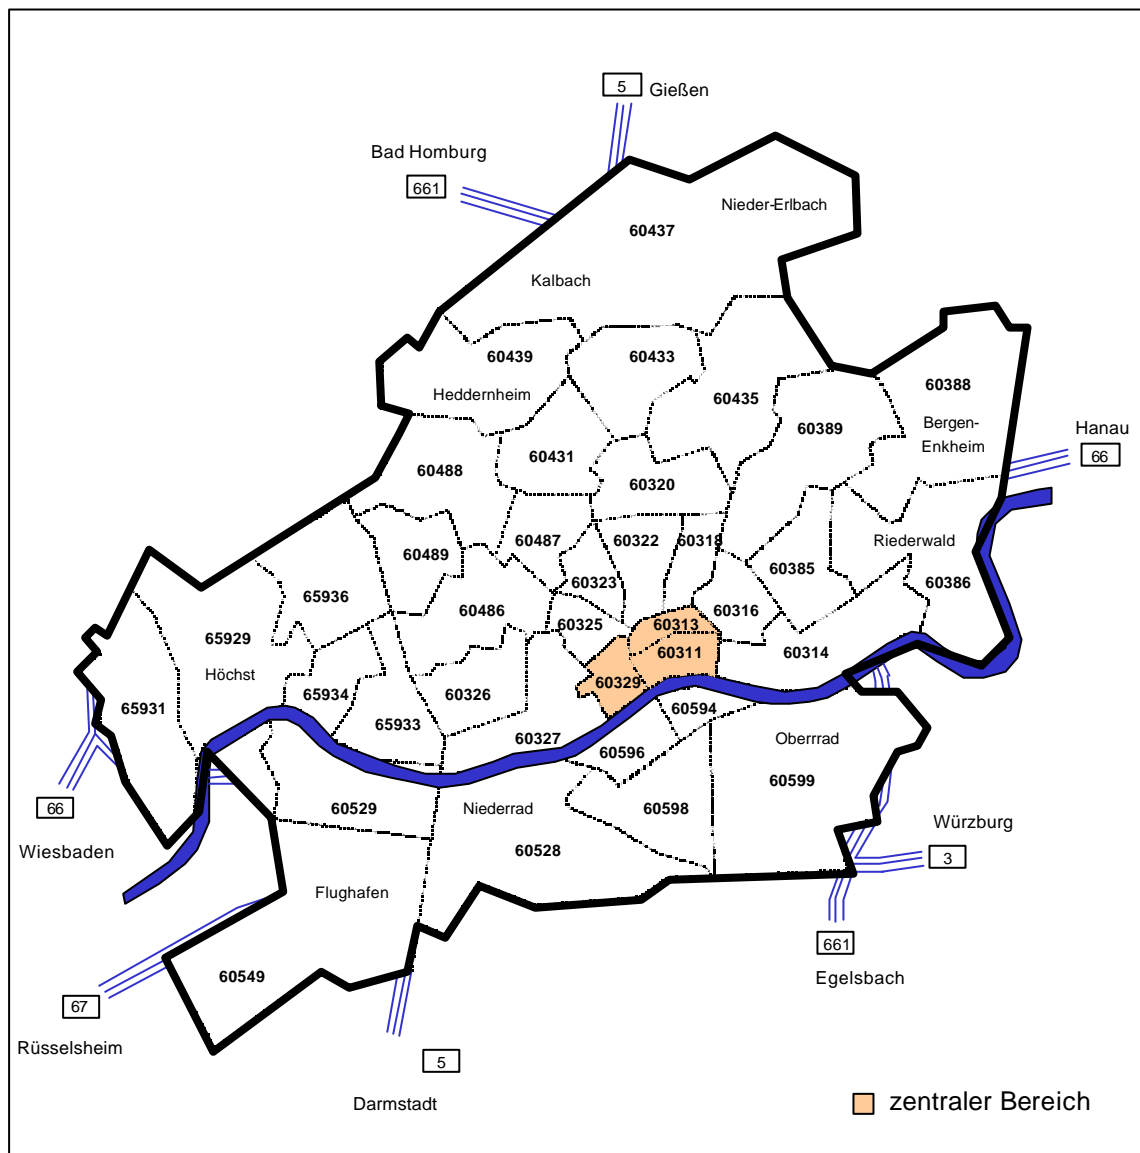 5 Gießen
Bad Homburg
661
Nieder-Erlbach
60437
Kalbach
60439
60433
60388
Heddernheim
60435
Bergen-
Enkheim
60389
Hanau
66
60431
60488
60320
60487
60322
60318
Riederwald
60489
60385
60323
60386
65936
60486
60316
60325
60313
65929
60311
60314
Höchst
60329
65934
60326
60594
65931
65933
60327
Oberrrad
60596
60599
66
60529
Niederrad
60598
Würzburg
Wiesbaden
60528
3
Flughafen
661
60549
Egelsbach
67
Rüsselsheim
5
Darmstadt
zentraler Bereich